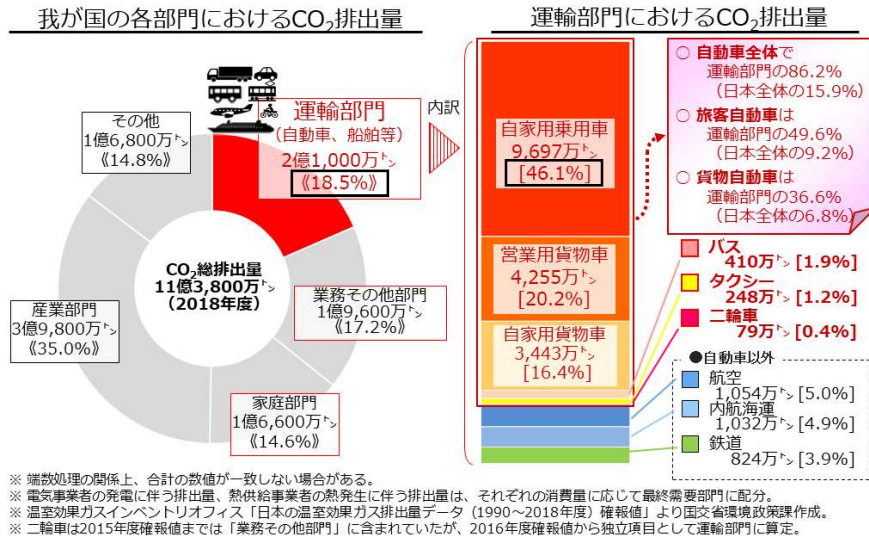 我が国の各部門におけるCO₂排出量
その他
1億6,800万㌧
《14.8%》
運輸部門
(自動車、船舶等)
2億1,000万㌧
《18.5%》
内訳
CO₂総排出量
11億3,800万㌧
(2018年度)
産業部門
3億9,800万㌧
《35.0%》
業務その他部門
1億9,600万㌧
《17.2%》
家庭部門
1億6,600万㌧
《14.6%》
運輸部門におけるCO₂排出量
自家用乗用車
9,697万㌧
[46.1%]
営業用貨物車
4,255万㌧
[20.2%]
自家用貨物車
3,443万㌧
[16.4%]
○ 自動車全体で
運輸部門の86.2%
(日本全体の15.9%)
○ 旅客自動車は
運輸部門の49.6%
(日本全体の9.2%)
○ 貨物自動車は
運輸部門の36.6%
(日本全体の6.8%)
バス
410万㌧ [1.9%]
タクシー
248万㌧ [1.2%]
二輪車
79万㌧ [0.4%]
●自動車以外
航空
1,054万㌧ [5.0%]
内航海運
1,032万㌧ [4.9%]
鉄道
824万㌧ [3.9%]
※ 端数処理の関係上、合計の数値が一致しない場合がある。
※ 電気事業者の発電に伴う排出量、熱供給事業者の熱発生に伴う排出量は、それぞれの消費量に応じて最終需要部門に配分。
※ 温室効果ガスインベントリオフィス「日本の温室効果ガス排出量データ(1990~2018年度)確報値」より国交省環境政策課作成。
※ 二輪車は2015年度確報値までは「業務その他部門」に含まれていたが、2016年度確報値から独立項目として運輸部門に算定。